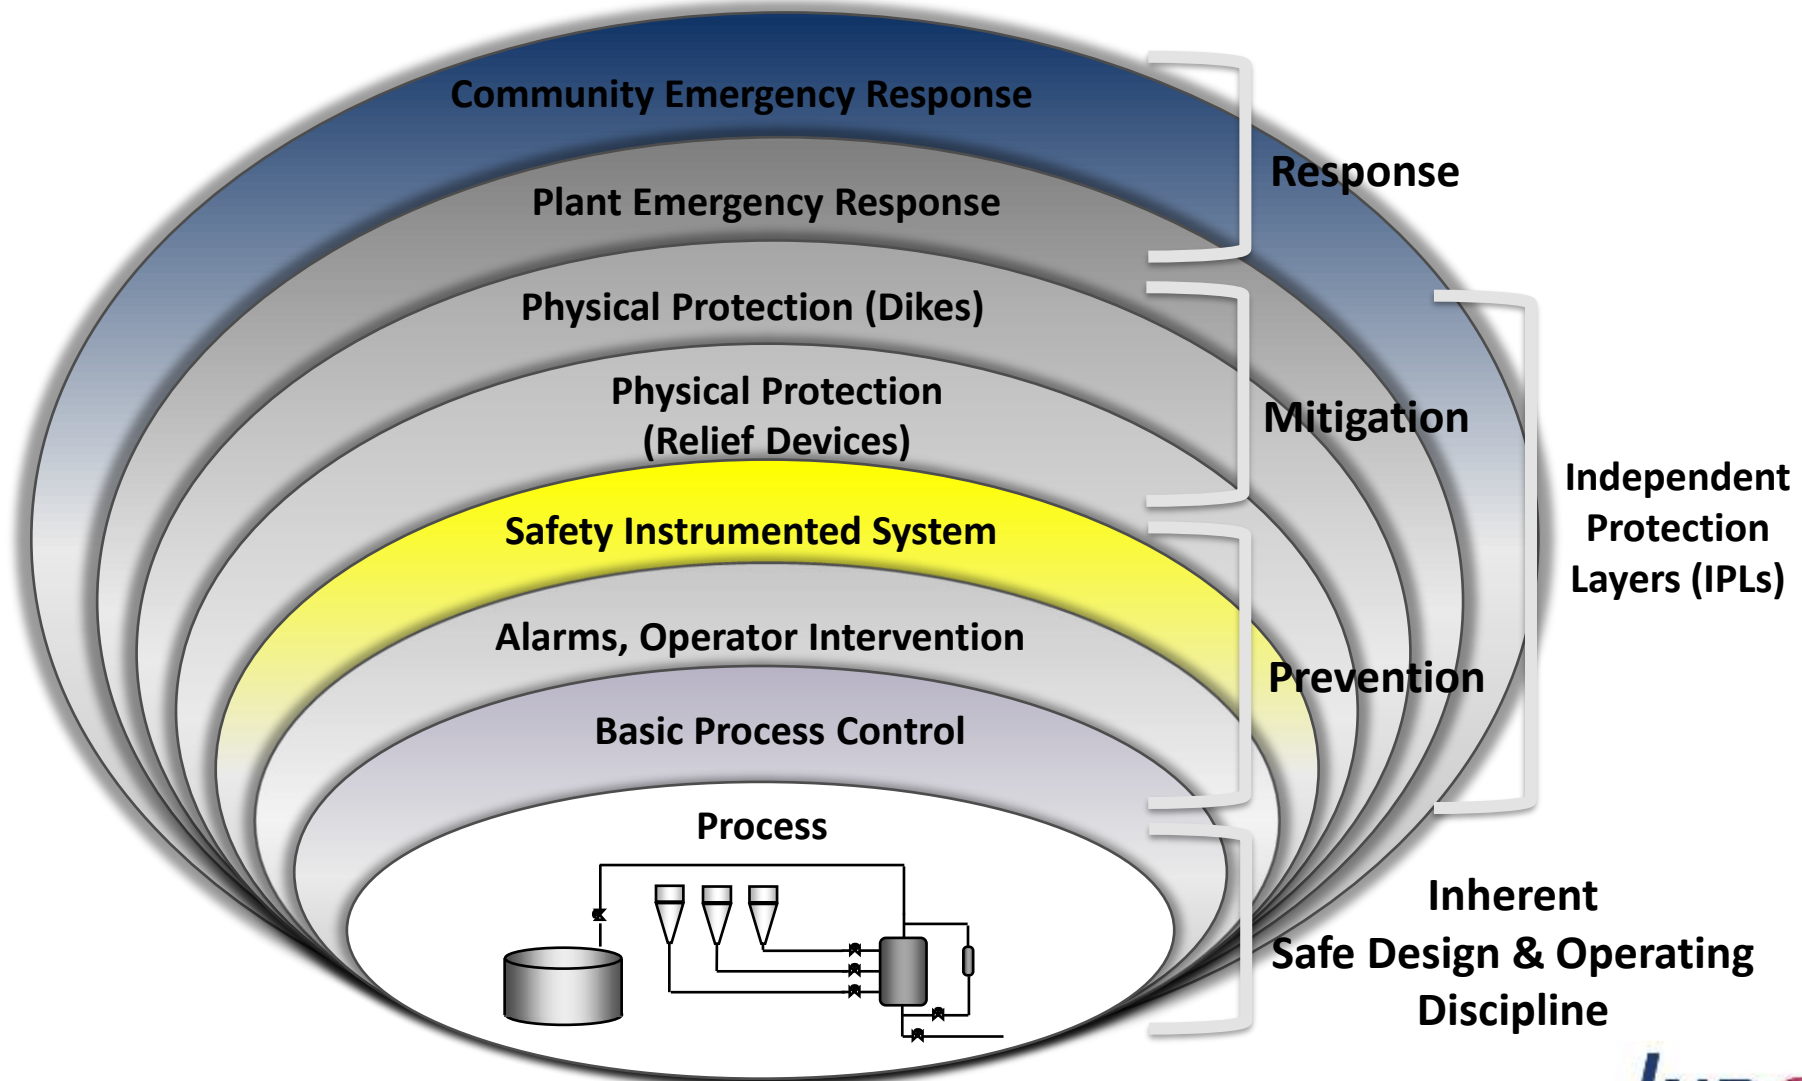 Community Emergency Response
Response
Plant Emergency Response
Physical Protection (Dikes)
Physical Protection
(Relief Devices)
Mitigation
Independent
Protection
Layers (IPLs)
Safety Instrumented System
Alarms, Operator Intervention
Prevention
Basic Process Control
Process
Inherent
Safe Design & Operating
Discipline